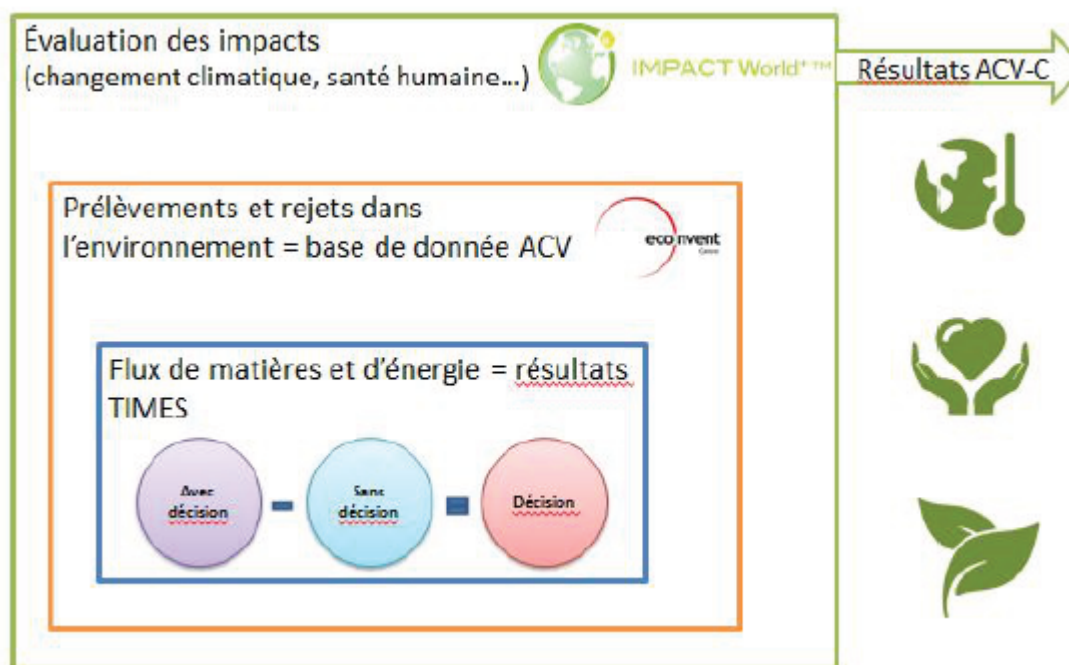 Évaluation des impacts
(changement climatique, santé humaine...)
IMPACT World+ ™
Résultats ACV-C
Prélèvements et rejets dans
l'environnement = base de donnée ACV
ecoinvent
Centre
Flux de matières et d'énergie = résultats
TIMES
Avec
décision
-
Sans
décision
=
Décision